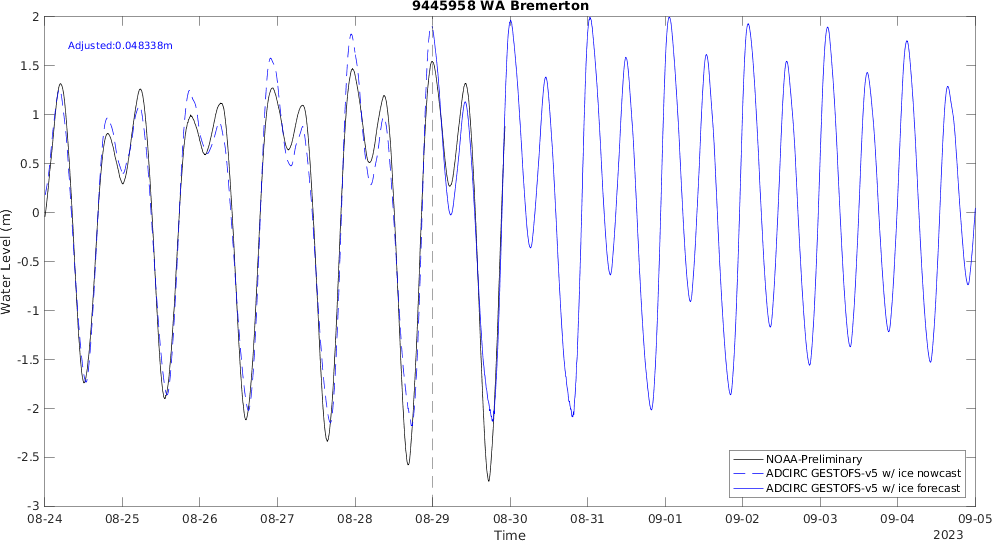 9445958 WA Bremerton
Adjusted:0.048338m
Water Level (m)
2
1.5
1
0.5
0
-0.5
-1
-1.5
-2
-2.5
-3
NOAA-Preliminary
ADCIRC GESTOFS-v5 w/ ice nowcast
ADCIRC GESTOFS-v5 w/ ice forecast
08-24 08-25 08-26 08-27 08-28 08-29 08-30 08-31 09-01 09-02 09-03 09-04 09-05
Time
2023